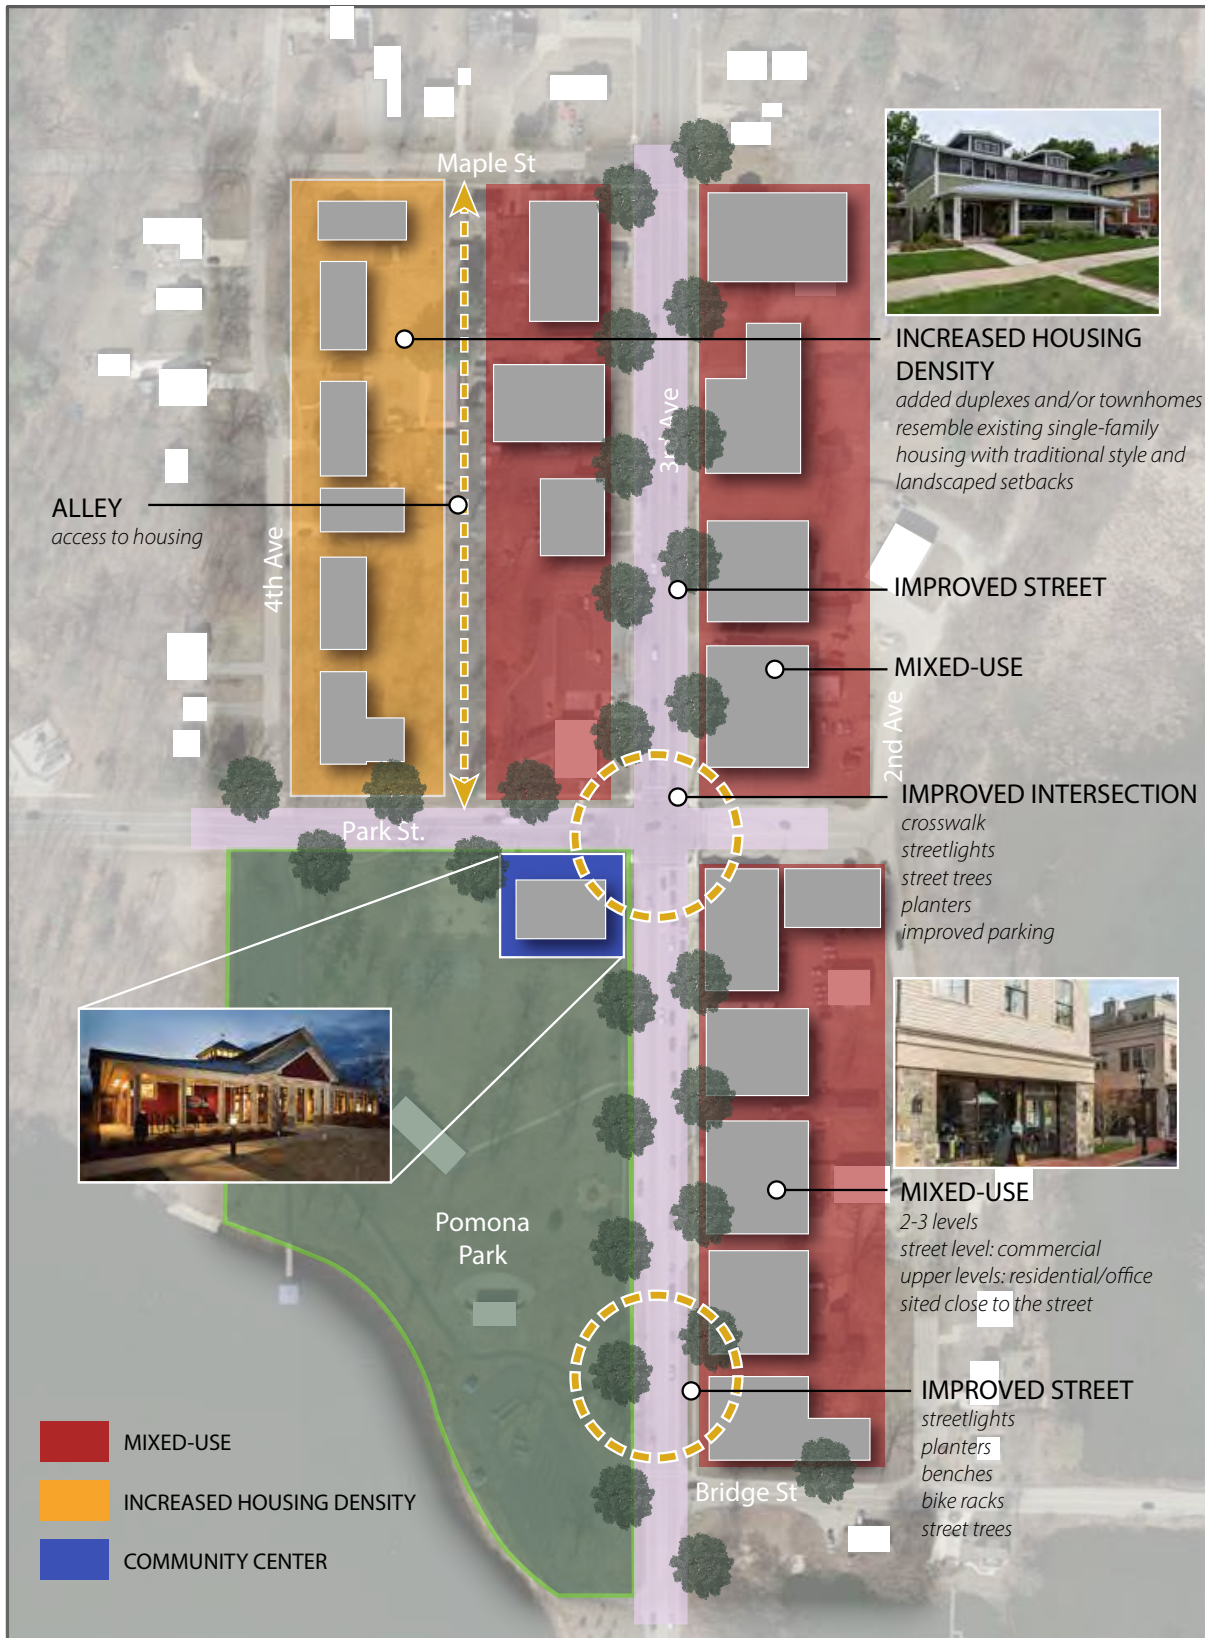 Maple St
INCREASED HOUSING
DENSITY
added duplexes and/or townhomes
resemble existing single-family
housing with traditional style and
landscaped setbacks
3rd Ave
ALLEY
access to housing
4th Ave
IMPROVED STREET
MIXED-USE
2nd Ave
IMPROVED INTERSECTION
crosswalk
streetlights
street trees
planters
improved parking
Park St.
MIXED-USE
2-3 levels
street level: commercial
upper levels: residential/office
sited close to the street
Pomona
Park
IMPROVED STREET
streetlights
planters
benches
bike racks
street trees
Bridge St
MIXED-USE
INCREASED HOUSING DENSITY
COMMUNITY CENTER